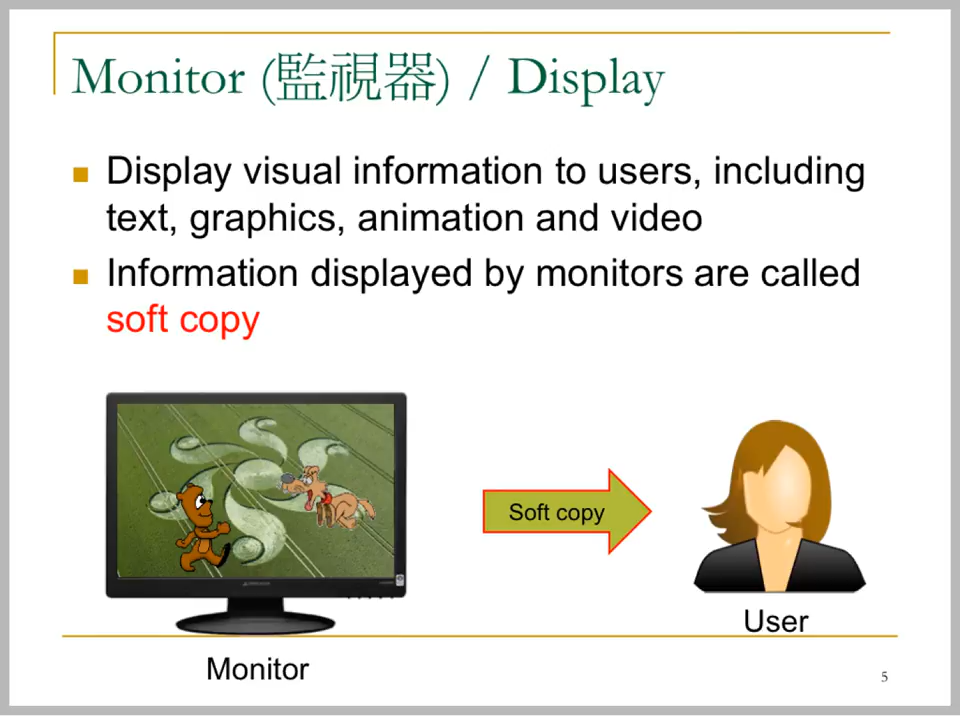 Monitor (監視器) / Display
Display visual information to users, including
text, graphics, animation and video
Information displayed by monitors are called
soft copy
Soft copy
User
Monitor
5